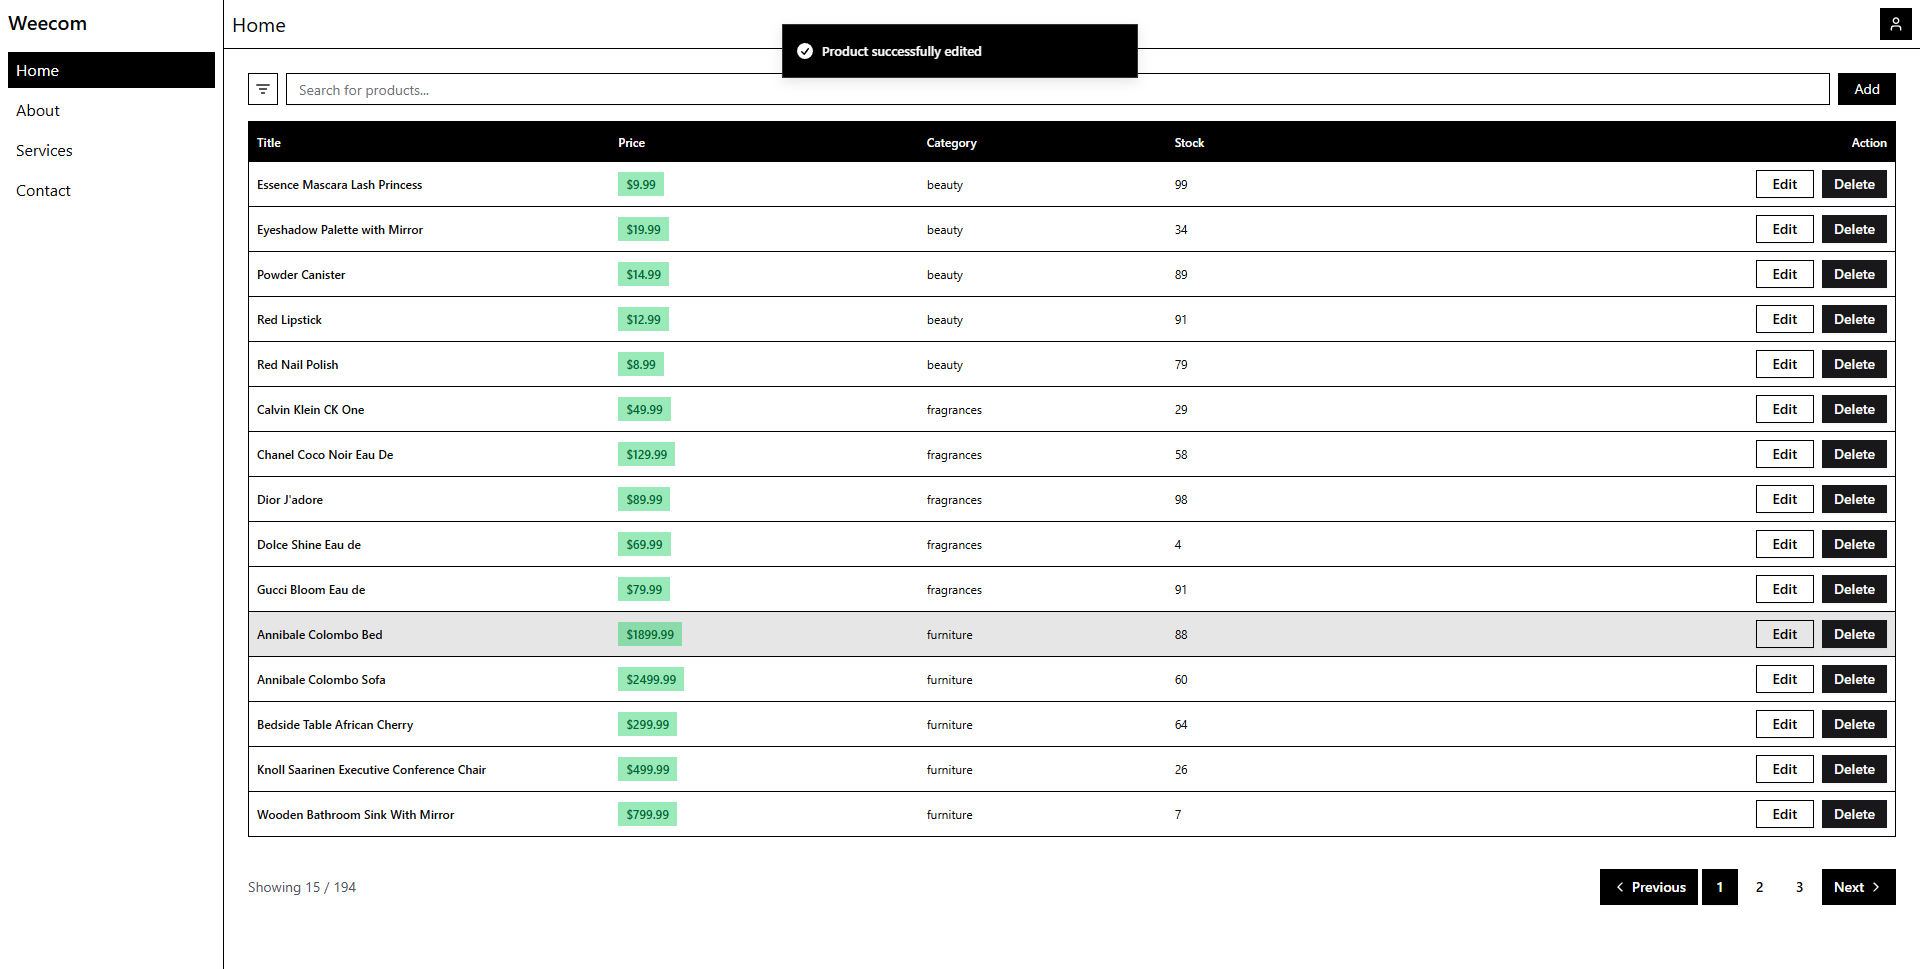 Weecom
Home
About
Services
Contact
Home
Product successfully edited
Search for products...
Add
Title Price Category Stock Action
Essence Mascara Lash Princess $9.99 beauty 99 Edit Delete
Eyeshadow Palette with Mirror $19.99 beauty 34 Edit Delete
Powder Canister $14.99 beauty 89 Edit Delete
Red Lipstick $12.99 beauty 91 Edit Delete
Red Nail Polish $8.99 beauty 79 Edit Delete
Calvin Klein CK One $49.99 fragrances 29 Edit Delete
Chanel Coco Noir Eau De $129.99 fragrances 58 Edit Delete
Dior J'adore $89.99 fragrances 98 Edit Delete
Dolce Shine Eau de $69.99 fragrances 4 Edit Delete
Gucci Bloom Eau de $79.99 fragrances 91 Edit Delete
Annibale Colombo Bed $1899.99 furniture 88 Edit Delete
Annibale Colombo Sofa $2499.99 furniture 60 Edit Delete
Bedside Table African Cherry $299.99 furniture 64 Edit Delete
Knoll Saarinen Executive Conference Chair $499.99 furniture 26 Edit Delete
Wooden Bathroom Sink With Mirror $799.99 furniture 7 Edit Delete
Showing 15 / 194
Previous 1 2 3 Next